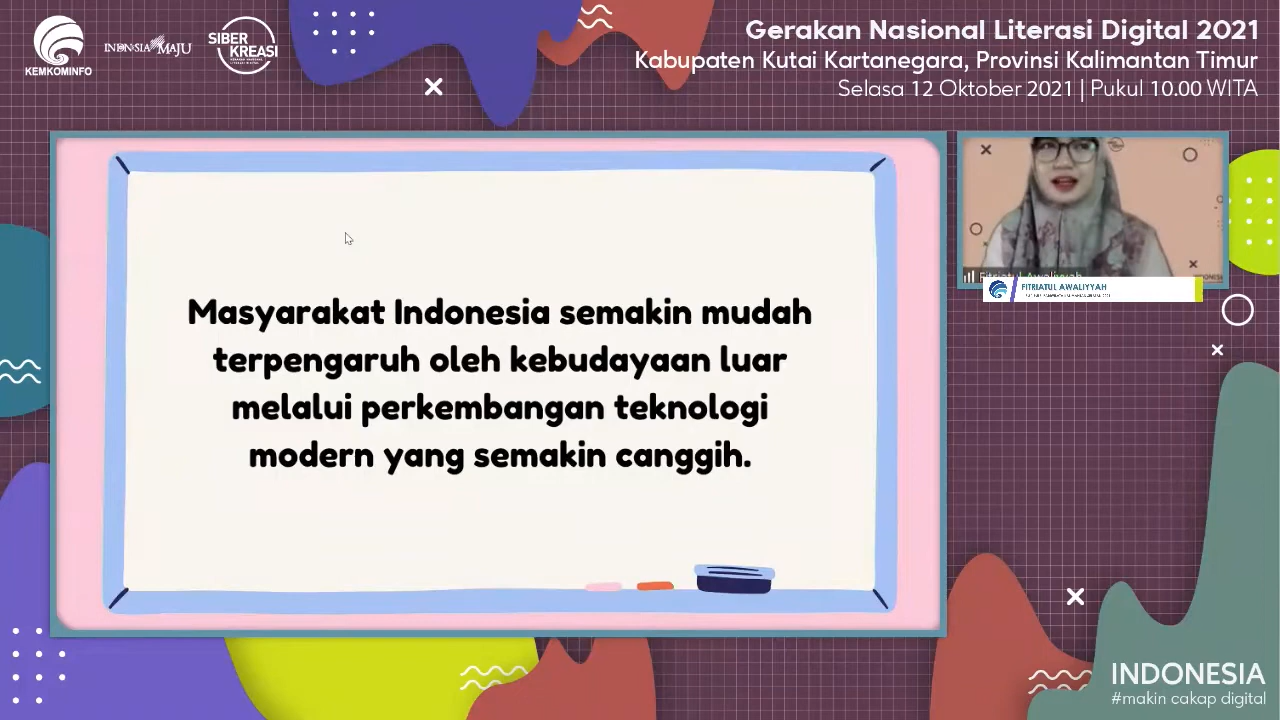 KEMKOMINFO
INDONESIA MAJU
SIBER
KREASI
Gerakan Nasional Literasi Digital 2021
Kabupaten Kutai Kartanegara, Provinsi Kalimantan Timur
Selasa 12 Oktober 2021 | Pukul 10.00 WITA
Masyarakat Indonesia semakin mudah
terpengaruh oleh kebudayaan luar
melalui perkembangan teknologi
modern yang semakin canggih.
Fitriatul Awaliyyah
FITRIATUL AWALIYYAH
INDONESIA
#makin cakap digital